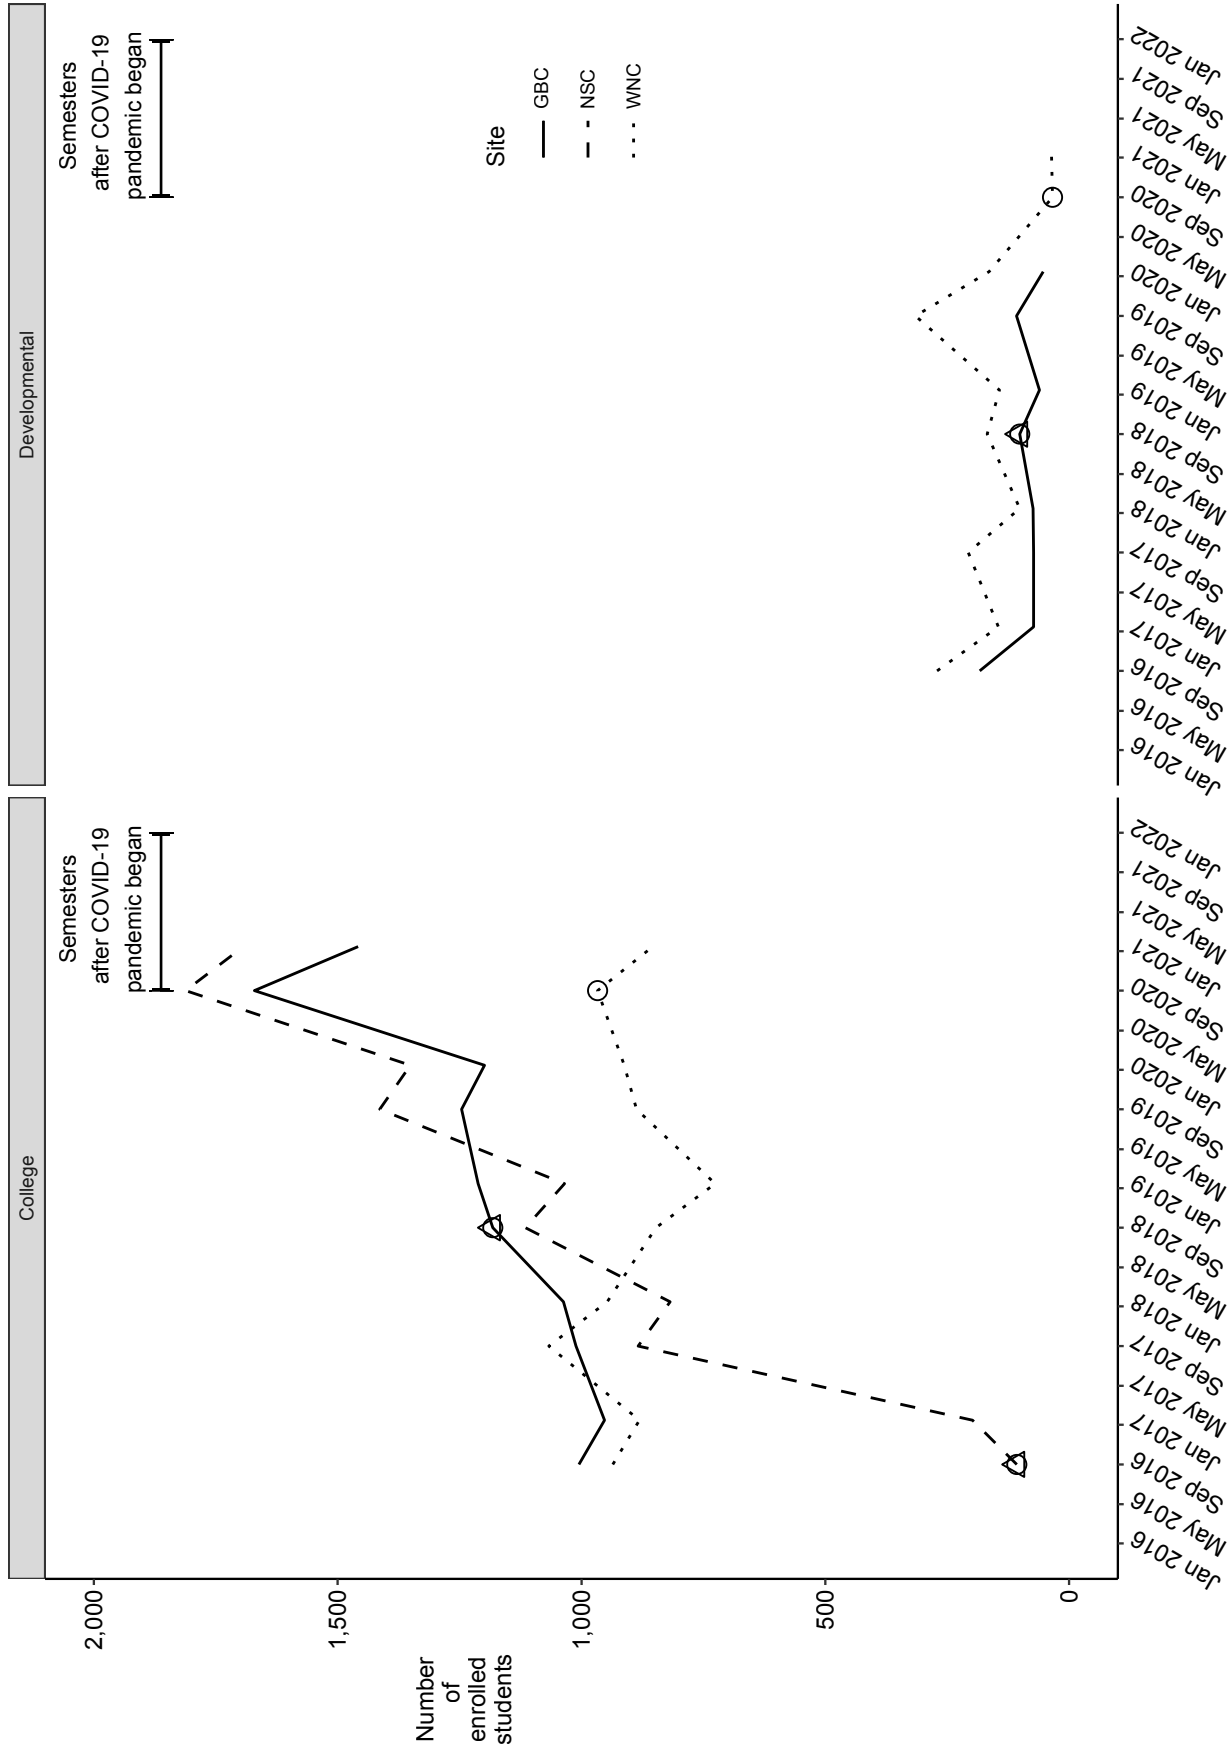 College
Developmental
Semesters
after COVID-19
pandemic began
Semesters
after COVID-19
pandemic began
Number
of
enrolled
students
2,000
1,500
1,000
500
0
Site
GBC
NSC
WNC
Jan 2016
May 2016
Sep 2016
Jan 2017
May 2017
Sep 2017
Jan 2018
May 2018
Sep 2018
Jan 2019
May 2019
Sep 2019
Jan 2020
May 2020
Sep 2020
Jan 2021
May 2021
Sep 2021
Jan 2022
Jan 2016
May 2016
Sep 2016
Jan 2017
May 2017
Sep 2017
Jan 2018
May 2018
Sep 2018
Jan 2019
May 2019
Sep 2019
Jan 2020
May 2020
Sep 2020
Jan 2021
May 2021
Sep 2021
Jan 2022